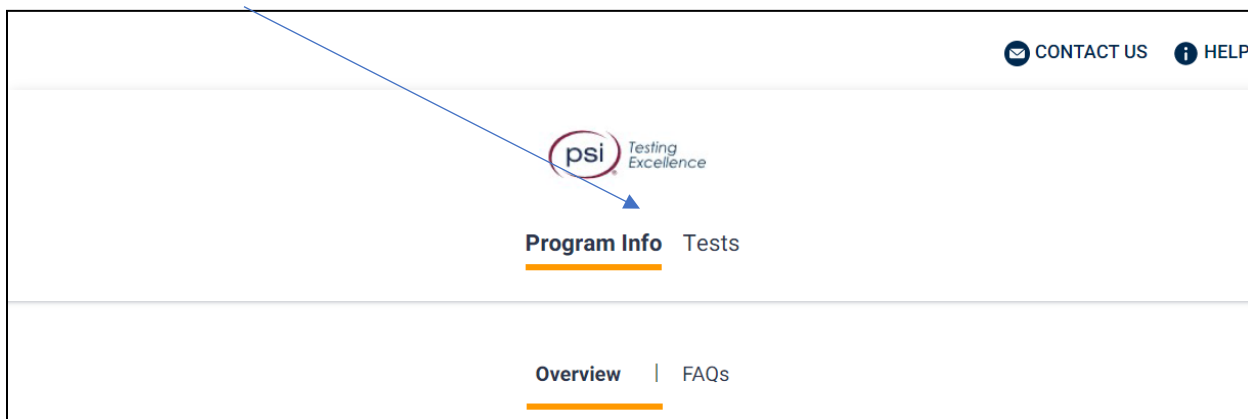 CONTACT US HELP
psi Testing
Excellence
Program Info Tests
Overview | FAQs